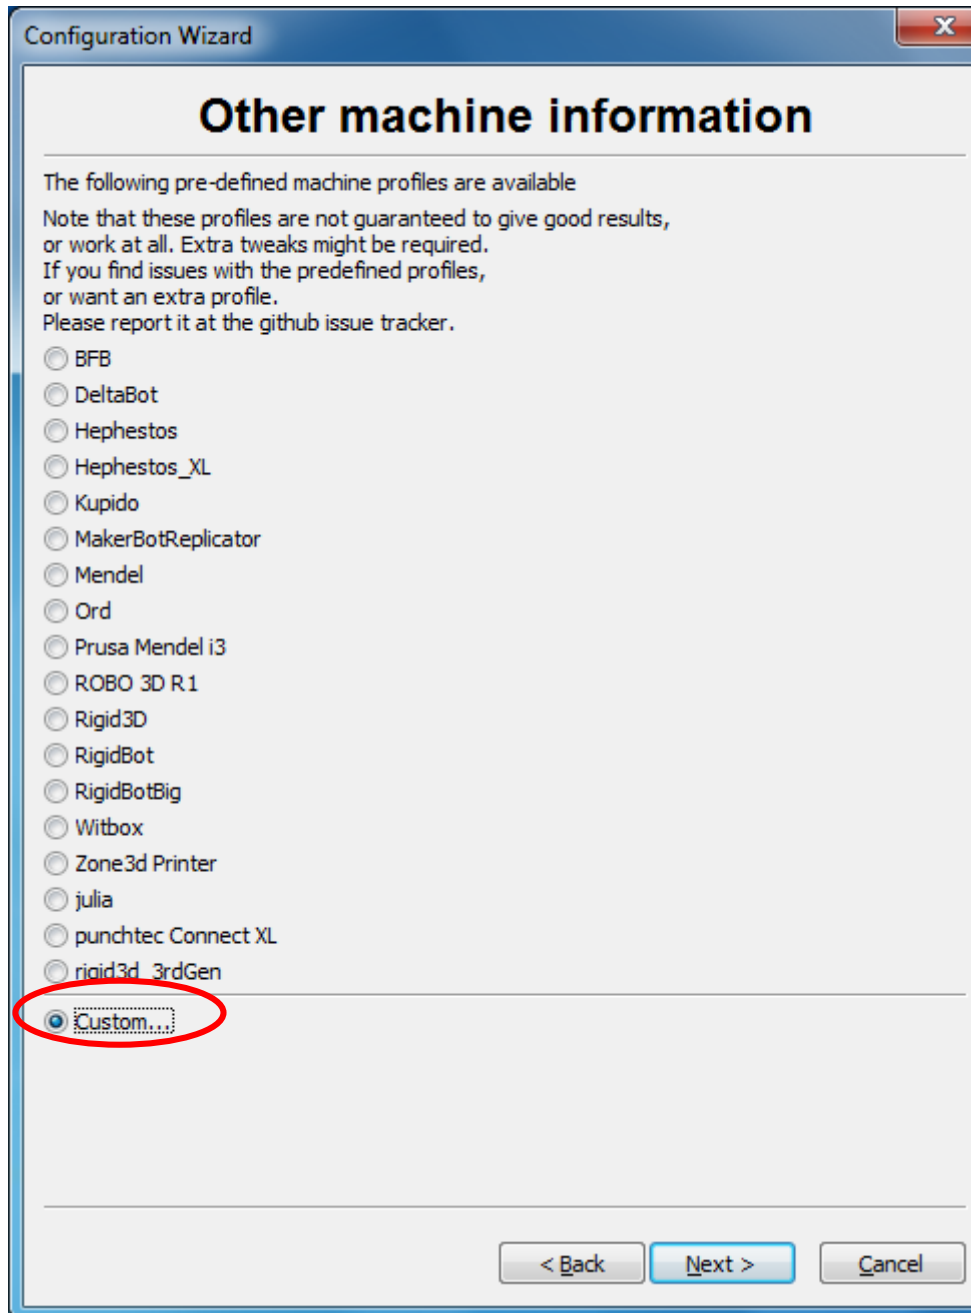 Configuration Wizard
Other machine information
The following pre-defined machine profiles are available
Note that these profiles are not guaranteed to give good results,
or work at all. Extra tweaks might be required.
If you find issues with the predefined profiles,
or want an extra profile.
Please report it at the github issue tracker.
BFB
DeltaBot
Hephestos
Hephestos_XL
Kupido
MakerBotReplicator
Mendel
Ord
Prusa Mendel i3
ROBO 3D R1
Rigid3D
RigidBot
RigidBotBig
Witbox
Zone3d Printer
julia
punchtec Connect XL
rigid3d_3rdGen
Custom...
< Back Next > Cancel